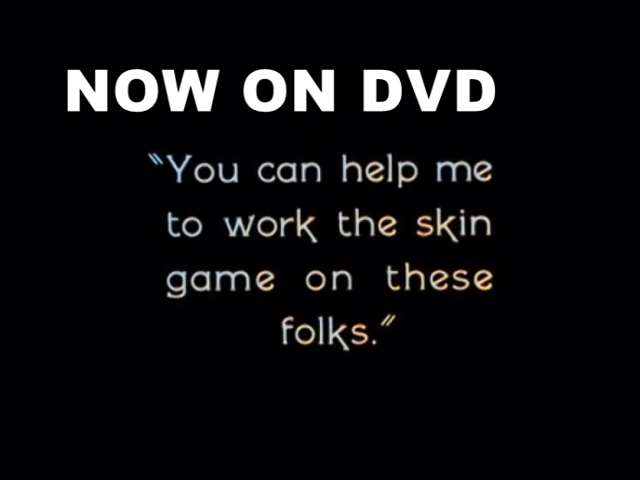 NOW ON DVD
"You can help me
to work the skin
game on these
folks."